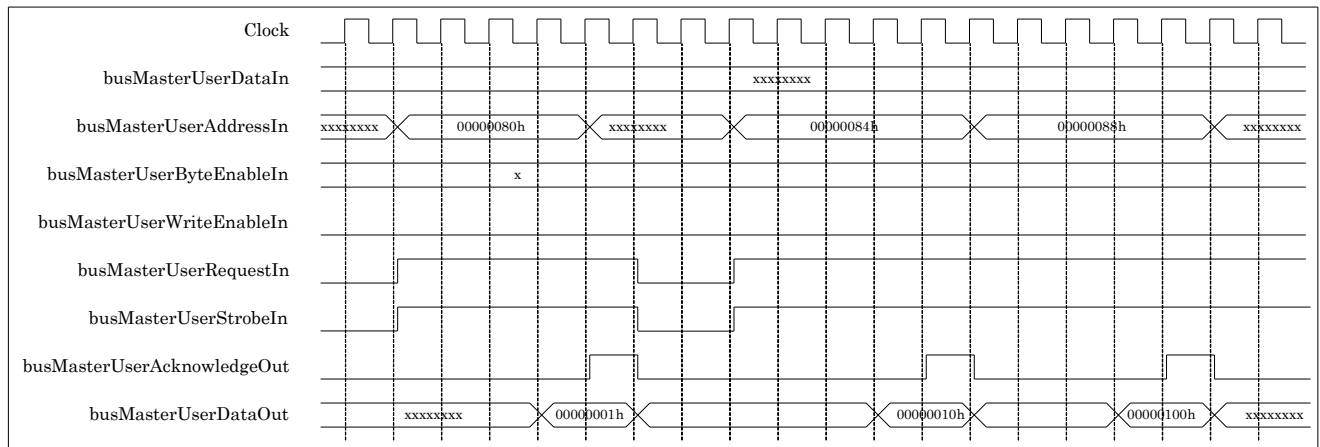 Clock
busMasterUserDataIn xxxxxxxx
busMasterUserAddressIn xxxxxxxx 00000080h xxxxxxxx 00000084h 00000088h xxxxxxxx
busMasterUserByteEnableIn x
busMasterUserWriteEnableIn
busMasterUserRequestIn
busMasterUserStrobeIn
busMasterUserAcknowledgeOut
busMasterUserDataOut xxxxxxxx 00000001h 00000010h 00000100h xxxxxxxx